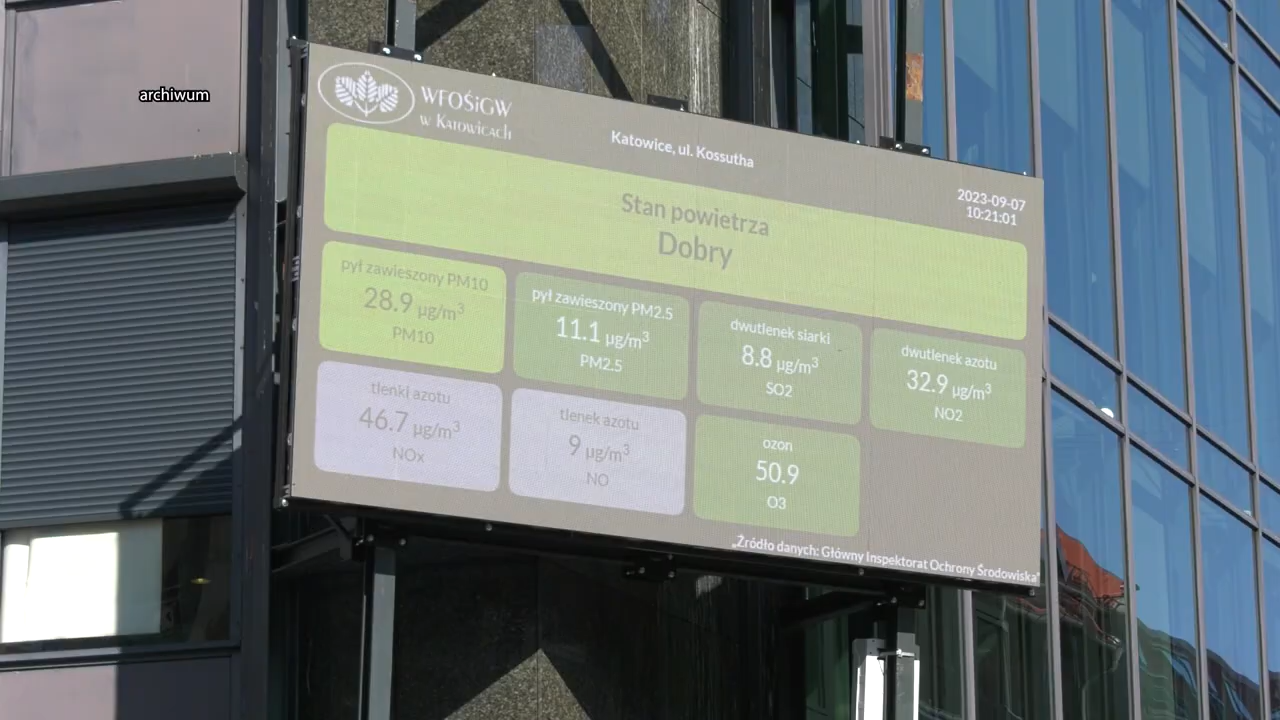 archiwum
WFOŚiGW
w Katowicach
Katowice, ul. Kossutha
2023-09-07
10:21:01
Stan powietrza
Dobry
pył zawieszony PM10
28.9 µg/m³
PM10
pył zawieszony PM2.5
11.1 µg/m³
PM2.5
dwutlenek siarki
8.8 µg/m³
SO2
dwutlenek azotu
32.9 µg/m³
NO2
tlenki azotu
46.7 µg/m³
NOx
tlenek azotu
9 µg/m³
NO
ozon
50.9
O3
„Źródło danych: Główny Inspektorat Ochrony Środowiska"